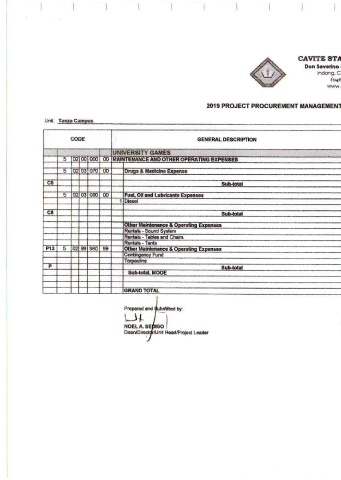 CAVITE STA
Don Severino
Indang, C
www.
2019 PROJECT PROCUREMENT MANAGEMENT
Unit: Tanza Campus
CODE GENERAL DESCRIPTION
UNIVERSITY GAMES
5 02 00 000 00 MAINTENANCE AND OTHER OPERATING EXPENSES
5 02 03 070 00 Drugs & Medicine Expense
C6 Sub-total
5 02 03 090 00 Fuel, Oil and Lubricants Expenses
1 Diesel
C8 Sub-total
Other Maintenance & Operating Expenses
Rentals - Sound System
Rentals - Tables and Chairs
Rentals - Tents
P13 5 02 99 990 99 Other Maintenance & Operating Expenses
Contingency Fund
Tarpauline
P Sub-total
Sub-total, MOOE
GRAND TOTAL
Prepared and Submitted by:
NOEL A. SEDIGO
Dean/Director/Unit Head/Project Leader